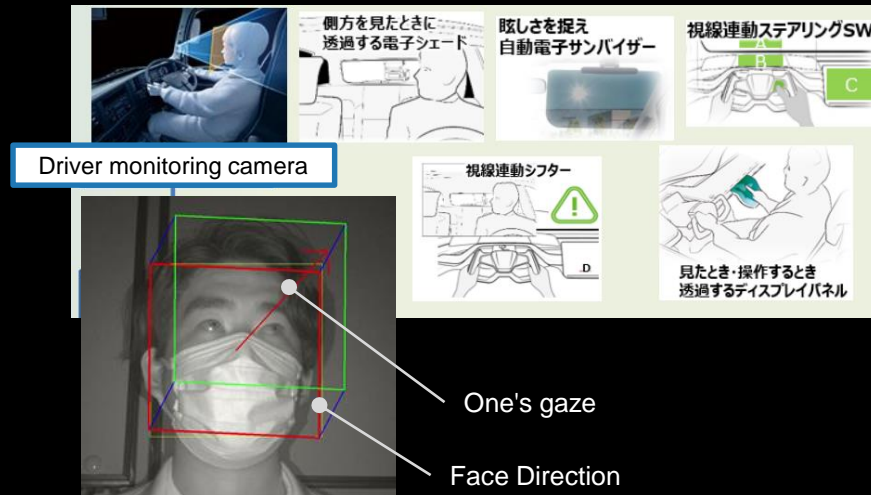 側方を見たときに
透過する電子シェード
眩しさを捉え
自動電子サンバイザー
視線連動ステアリングSW
A
B
C
Driver monitoring camera
視線連動シフター
D
見たとき・操作するとき
透過するディスプレイパネル
One's gaze
Face Direction